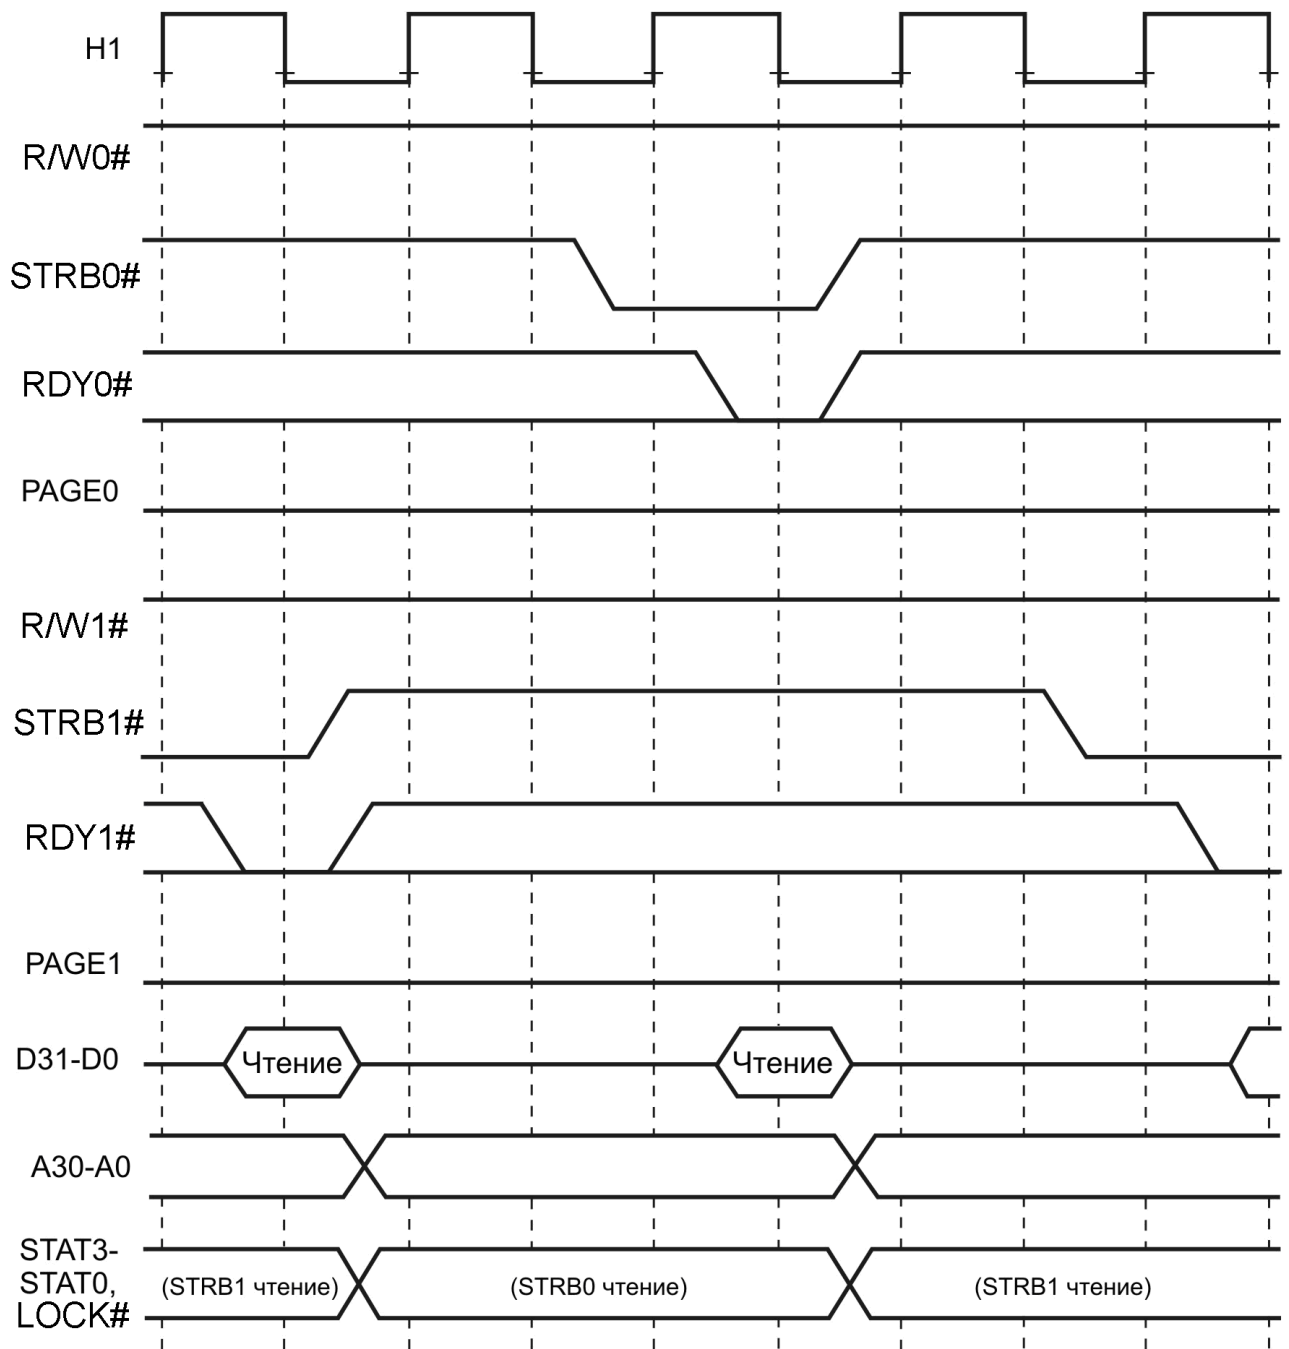 H1
R/W0#
STRB0#
RDY0#
PAGE0
R/W1#
STRB1#
RDY1#
PAGE1
D31-D0
Чтение
Чтение
A30-A0
STAT3-
STAT0,
LOCK#
(STRB1 чтение)
(STRB0 чтение)
(STRB1 чтение)